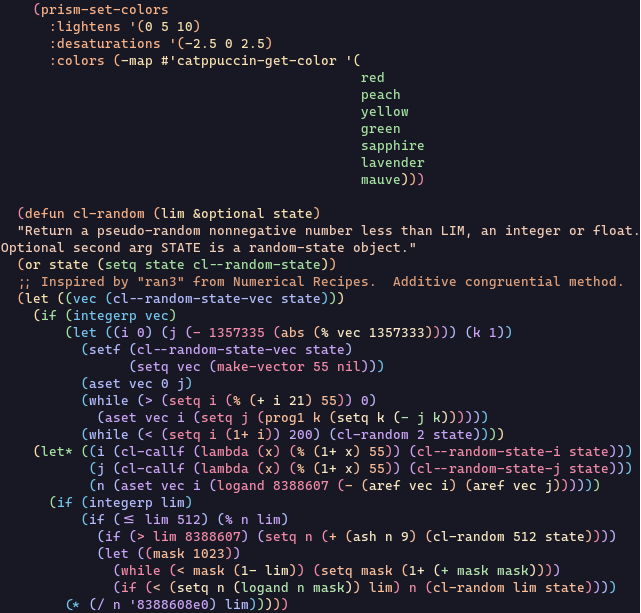 (prism-set-colors
:lightens '(0 5 10)
:desaturations '(-2.5 0 2.5)
:colors (-map #'catppuccin-get-color '(
red
peach
yellow
green
sapphire
lavender
mauve)))
(defun cl-random (lim &optional state)
"Return a pseudo-random nonnegative number less than LIM, an integer or float.
Optional second arg STATE is a random-state object."
(or state (setq state cl--random-state))
;; Inspired by "ran3" from Numerical Recipes.  Additive congruential method.
(let ((vec (cl--random-state-vec state)))
(if (integerp vec)
(let ((i 0) (j (- 1357335 (abs (% vec 1357333)))) (k 1))
(setf (cl--random-state-vec state)
(setq vec (make-vector 55 nil)))
(aset vec 0 j)
(while (> (setq i (% (+ i 21) 55)) 0)
(aset vec i (setq j (prog1 k (setq k (- j k))))))
(while (< (setq i (1+ i)) 200) (cl-random 2 state))))
(let* ((i (cl-callf (lambda (x) (% (1+ x) 55)) (cl--random-state-i state)))
(j (cl-callf (lambda (x) (% (1+ x) 55)) (cl--random-state-j state)))
(n (aset vec i (logand 8388607 (- (aref vec i) (aref vec j))))))
(if (integerp lim)
(if (≤ lim 512) (% n lim)
(if (> lim 8388607) (setq n (+ (ash n 9) (cl-random 512 state))))
(let ((mask 1023))
(while (< mask (1- lim)) (setq mask (1+ (+ mask mask))))
(if (< (setq n (logand n mask)) lim) n (cl-random lim state))))
(* (/ n '8388608e0) lim)))))